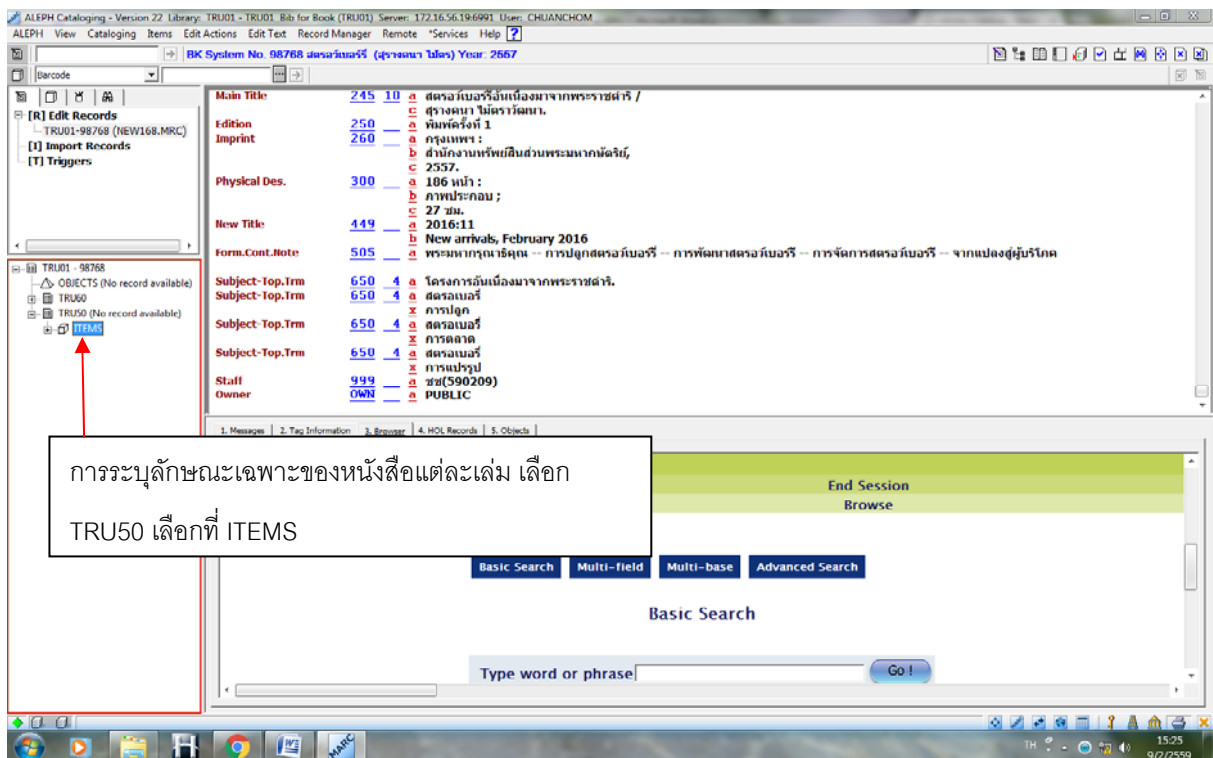 ALEPH Cataloging - Version 22 Library: TRU01 - TRU01 Bib for Book (TRU01) Server: 172.16.56.19:6991 User: CHUANCHOM
ALEPH View Cataloging Items Edit Actions Edit Text Record Manager Remote *Services Help ?
BK System No. 98768 สตรอว์เบอร์รี (สุรางคนา ไม้ตร) Year: 2557
Barcode
[R] Edit Records
TRU01-98768 (NEW168.MRC)
[I] Import Records
[T] Triggers
TRU01 - 98768
OBJECTS (No record available)
TRU60
TRU50 (No record available)
ITEMS
Main Title 245 10 a สตรอว์เบอร์รีอันเนื่องมาจากพระราชดำริ /
c สุรางคนา ไม้ตราวัฒนา.
Edition 250 a พิมพ์ครั้งที่ 1
Imprint 260 a กรุงเทพฯ :
b สำนักงานทรัพย์สินส่วนพระมหากษัตริย์,
c 2557.
Physical Des. 300 a 186 หน้า :
b ภาพประกอบ ;
c 27 ซม.
New Title 449 a 2016:11
b New arrivals, February 2016
Form.Cont.Note 505 a พระมหากรุณาธิคุณ -- การปลูกสตรอว์เบอร์รี -- การพัฒนาสตรอว์เบอร์รี -- การจัดการสตรอว์เบอร์รี -- จากแปลงสู่ผู้บริโภค
Subject-Top.Trm 650 4 a โครงการอันเนื่องมาจากพระราชดำริ.
Subject-Top.Trm 650 4 a สตรอเบอรี่
x การปลูก
Subject-Top.Trm 650 4 a สตรอเบอรี่
x การตลาด
Subject-Top.Trm 650 4 a สตรอเบอรี่
x การแปรรูป
Staff 999 a ชช(590209)
Owner OWN a PUBLIC
1. Messages 2. Tag Information 3. Browser 4. HOL Records 5. Objects
การระบุลักษณะเฉพาะของหนังสือแต่ละเล่ม เลือก
TRU50 เลือกที่ ITEMS
End Session
Browse
Basic Search Multi-field Multi-base Advanced Search
Basic Search
Type word or phrase Go !
MARC
TH 15:25
9/2/2559